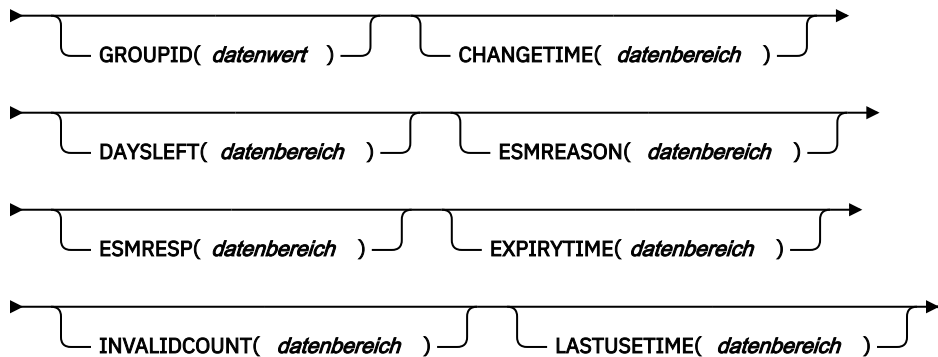 GROUPID( datenwert ) CHANGETIME( datenbereich )
DAYSLEFT( datenbereich ) ESMREASON( datenbereich )
ESMRESP( datenbereich ) EXPIRYTIME( datenbereich )
INVALIDCOUNT( datenbereich ) LASTUSETIME( datenbereich )